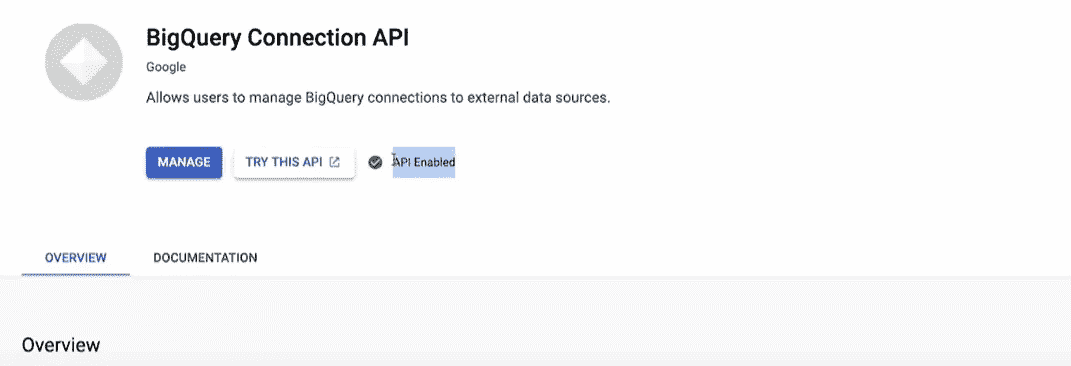 BigQuery Connection API
Google
Allows users to manage BigQuery connections to external data sources.
MANAGE TRY THIS API API Enabled
OVERVIEW DOCUMENTATION
Overview